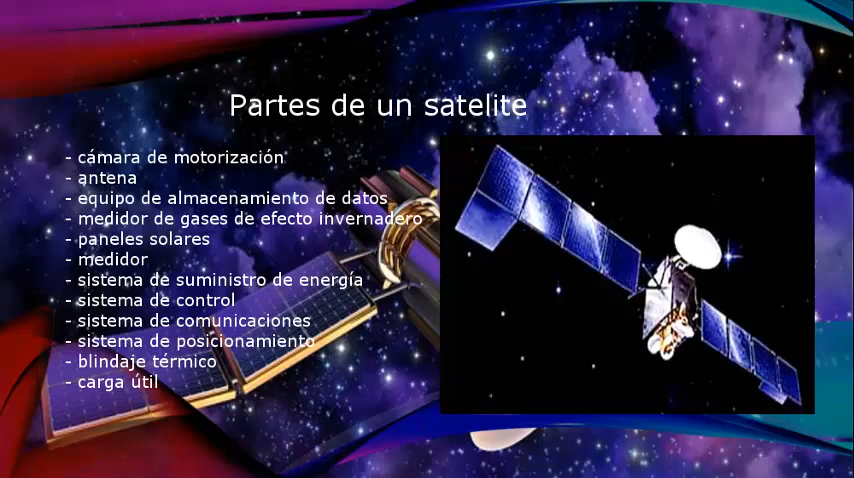 Partes de un satelite
- cámara de motorización
- antena
- equipo de almacenamiento de datos
- medidor de gases de efecto invernadero
- paneles solares
- medidor
- sistema de suministro de energía
- sistema de control
- sistema de comunicaciones
- sistema de posicionamiento
- blindaje térmico
- carga útil